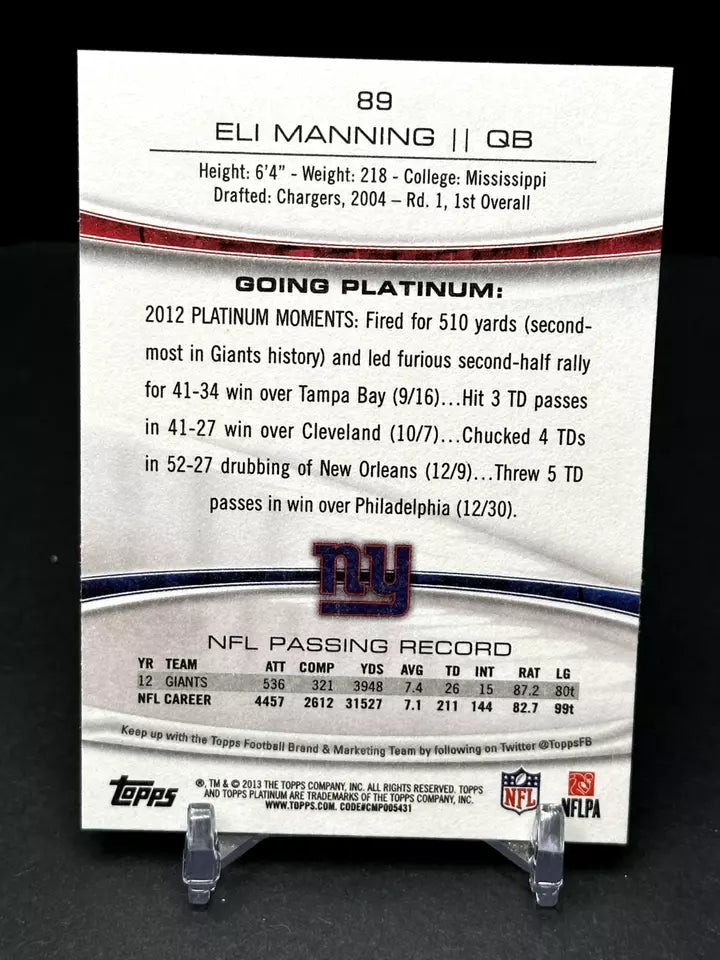 89
ELI MANNING || QB
Height: 6'4" - Weight: 218 - College: Mississippi
Drafted: Chargers, 2004 – Rd. 1, 1st Overall
GOING PLATINUM:
2012 PLATINUM MOMENTS: Fired for 510 yards (second-
most in Giants history) and led furious second-half rally
for 41-34 win over Tampa Bay (9/16)...Hit 3 TD passes
in 41-27 win over Cleveland (10/7)...Chucked 4 TDs
in 52-27 drubbing of New Orleans (12/9)...Threw 5 TD
passes in win over Philadelphia (12/30).
ny
NFL PASSING RECORD
YR TEAM ATT COMP YDS AVG TD INT RAT LG
12 GIANTS 536 321 3948 7.4 26 15 87.2 80t
NFL CAREER 4457 2612 31527 7.1 211 144 82.7 99t
Keep up with the Topps Football Brand & Marketing Team by following on Twitter @ToppsFB
topps
®, TM & © 2013 THE TOPPS COMPANY, INC. ALL RIGHTS RESERVED. TOPPS
AND TOPPS PLATINUM ARE TRADEMARKS OF THE TOPPS COMPANY, INC.
WWW.TOPPS.COM. CODE#CMP005431
NFL
NFLPA